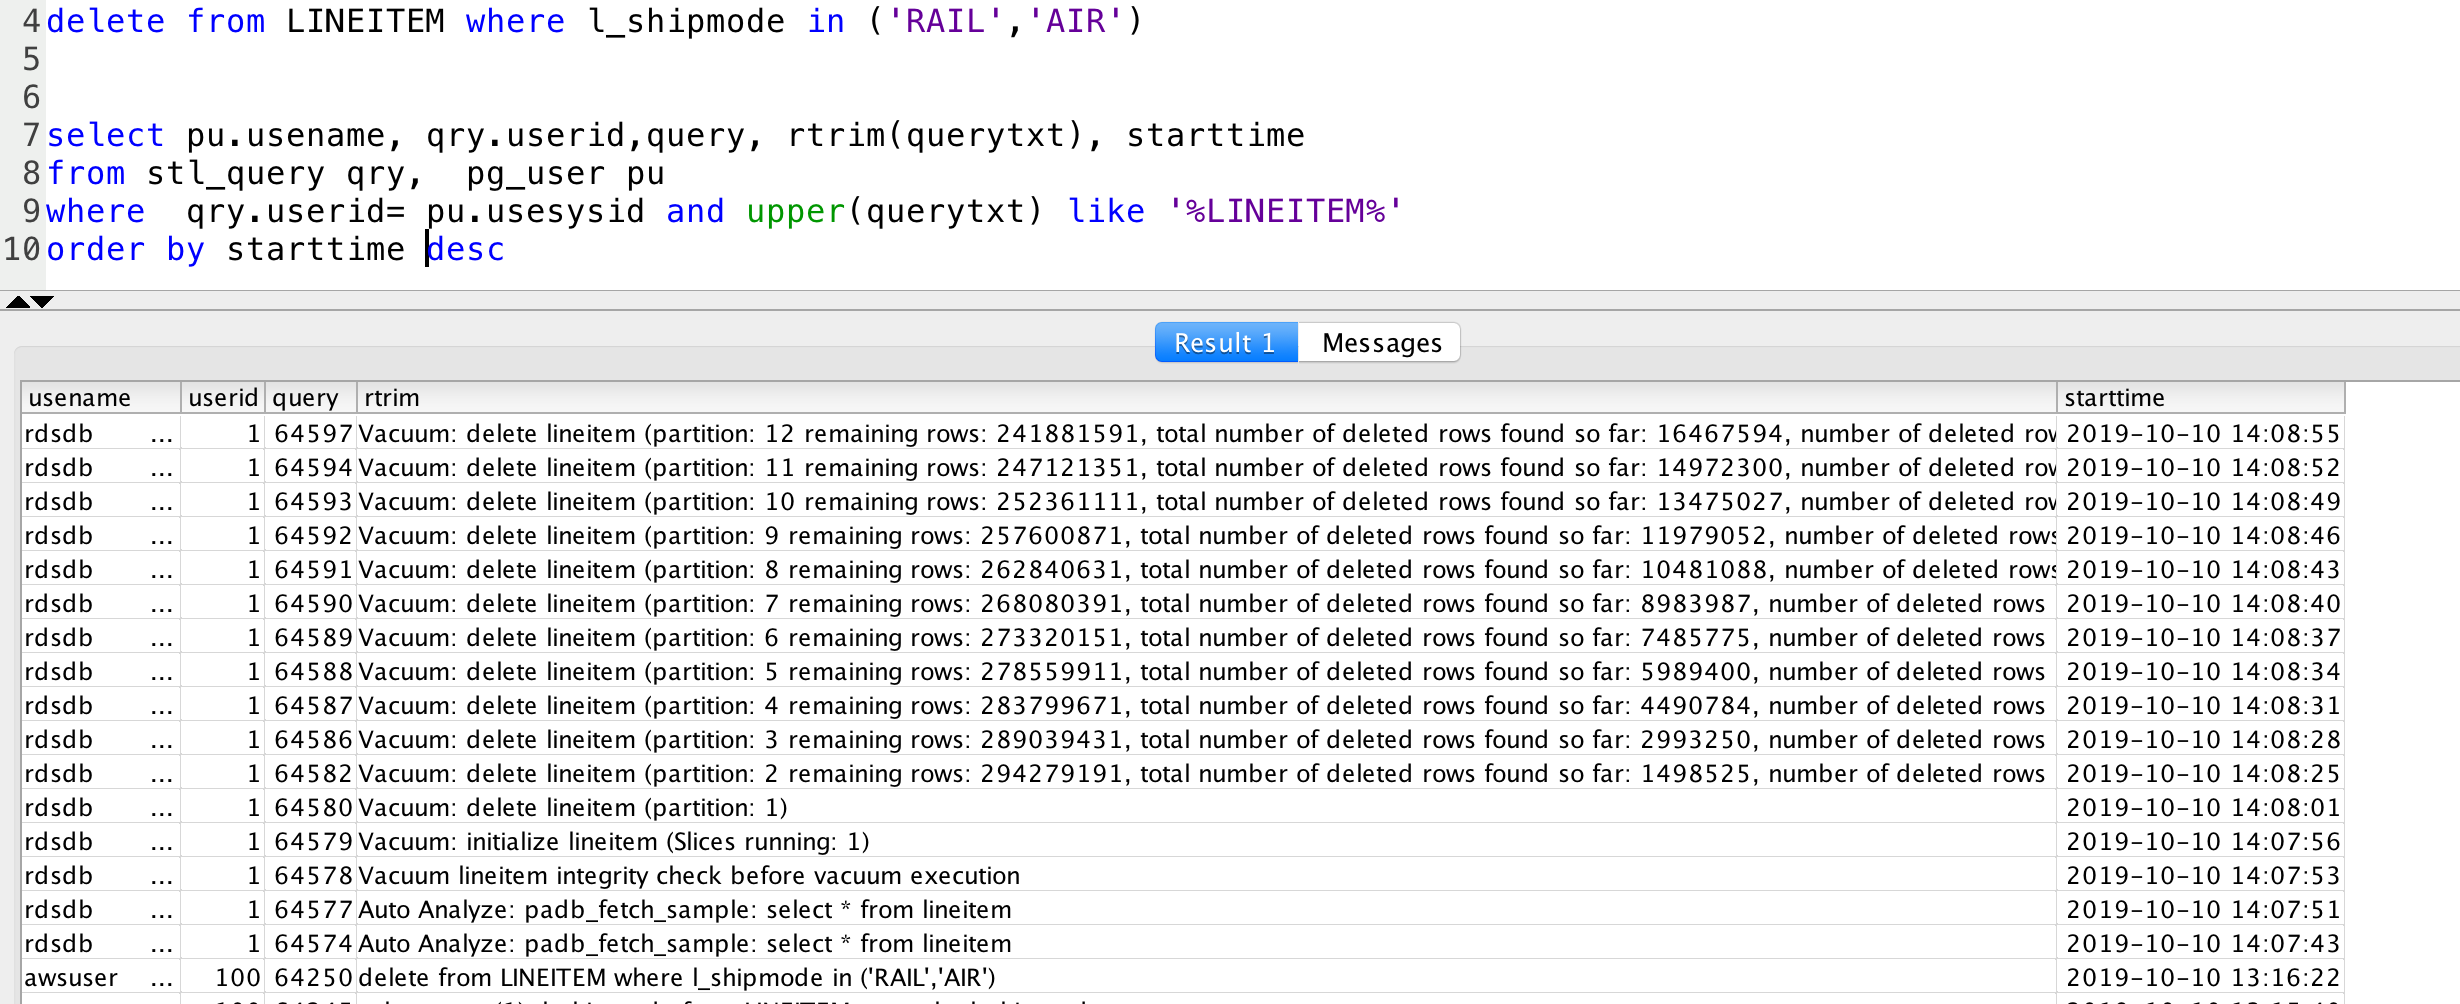 4 delete from LINEITEM where l_shipmode in ('RAIL','AIR')
5
6
7 select pu.usename, qry.userid,query, rtrim(querytxt), starttime
8 from stl_query qry,  pg_user pu
9 where  qry.userid= pu.usesysid and upper(querytxt) like '%LINEITEM%'
10 order by starttime desc
Result 1 Messages
usename userid query rtrim starttime
rdsdb ... 1 64597 Vacuum: delete lineitem (partition: 12 remaining rows: 241881591, total number of deleted rows found so far: 16467594, number of deleted row 2019-10-10 14:08:55
rdsdb ... 1 64594 Vacuum: delete lineitem (partition: 11 remaining rows: 247121351, total number of deleted rows found so far: 14972300, number of deleted row 2019-10-10 14:08:52
rdsdb ... 1 64593 Vacuum: delete lineitem (partition: 10 remaining rows: 252361111, total number of deleted rows found so far: 13475027, number of deleted row 2019-10-10 14:08:49
rdsdb ... 1 64592 Vacuum: delete lineitem (partition: 9 remaining rows: 257600871, total number of deleted rows found so far: 11979052, number of deleted rows 2019-10-10 14:08:46
rdsdb ... 1 64591 Vacuum: delete lineitem (partition: 8 remaining rows: 262840631, total number of deleted rows found so far: 10481088, number of deleted rows 2019-10-10 14:08:43
rdsdb ... 1 64590 Vacuum: delete lineitem (partition: 7 remaining rows: 268080391, total number of deleted rows found so far: 8983987, number of deleted rows 2019-10-10 14:08:40
rdsdb ... 1 64589 Vacuum: delete lineitem (partition: 6 remaining rows: 273320151, total number of deleted rows found so far: 7485775, number of deleted rows 2019-10-10 14:08:37
rdsdb ... 1 64588 Vacuum: delete lineitem (partition: 5 remaining rows: 278559911, total number of deleted rows found so far: 5989400, number of deleted rows 2019-10-10 14:08:34
rdsdb ... 1 64587 Vacuum: delete lineitem (partition: 4 remaining rows: 283799671, total number of deleted rows found so far: 4490784, number of deleted rows 2019-10-10 14:08:31
rdsdb ... 1 64586 Vacuum: delete lineitem (partition: 3 remaining rows: 289039431, total number of deleted rows found so far: 2993250, number of deleted rows 2019-10-10 14:08:28
rdsdb ... 1 64582 Vacuum: delete lineitem (partition: 2 remaining rows: 294279191, total number of deleted rows found so far: 1498525, number of deleted rows 2019-10-10 14:08:25
rdsdb ... 1 64580 Vacuum: delete lineitem (partition: 1) 2019-10-10 14:08:01
rdsdb ... 1 64579 Vacuum: initialize lineitem (Slices running: 1) 2019-10-10 14:07:56
rdsdb ... 1 64578 Vacuum lineitem integrity check before vacuum execution 2019-10-10 14:07:53
rdsdb ... 1 64577 Auto Analyze: padb_fetch_sample: select * from lineitem 2019-10-10 14:07:51
rdsdb ... 1 64574 Auto Analyze: padb_fetch_sample: select * from lineitem 2019-10-10 14:07:43
awsuser ... 100 64250 delete from LINEITEM where l_shipmode in ('RAIL','AIR') 2019-10-10 13:16:22